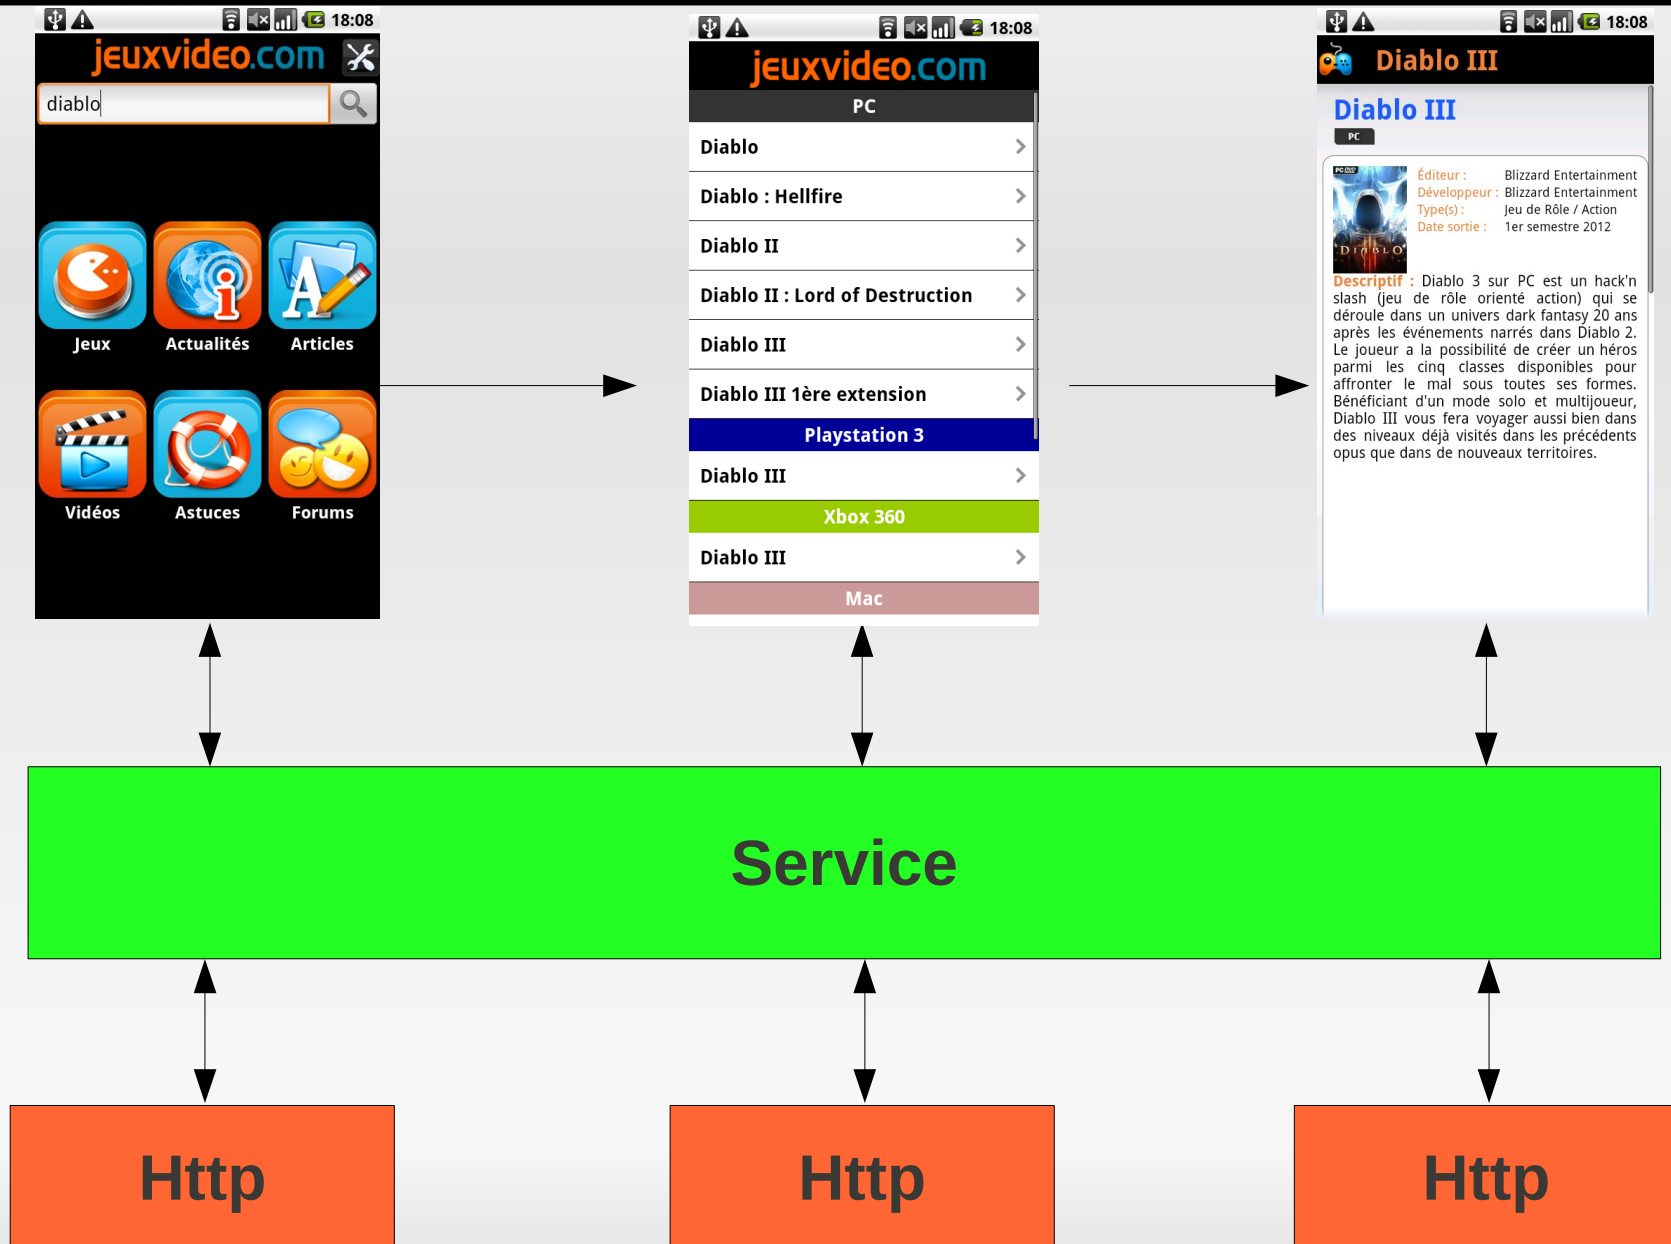 18:08
jeuxvideo.com
diablo
Jeux Actualités Articles
Vidéos Astuces Forums
18:08
jeuxvideo.com
PC
Diablo
Diablo : Hellfire
Diablo II
Diablo II : Lord of Destruction
Diablo III
Diablo III 1ère extension
Playstation 3
Diablo III
Xbox 360
Diablo III
Mac
18:08
Diablo III
Diablo III
PC
DIABLO
Éditeur : Blizzard Entertainment
Développeur : Blizzard Entertainment
Type(s) : Jeu de Rôle / Action
Date sortie : 1er semestre 2012
Descriptif : Diablo 3 sur PC est un hack'n
slash (jeu de rôle orienté action) qui se
déroule dans un univers dark fantasy 20 ans
après les événements narrés dans Diablo 2.
Le joueur a la possibilité de créer un héros
parmi les cinq classes disponibles pour
affronter le mal sous toutes ses formes.
Bénéficiant d'un mode solo et multijoueur,
Diablo III vous fera voyager aussi bien dans
des niveaux déjà visités dans les précédents
opus que dans de nouveaux territoires.
Service
Http
Http
Http